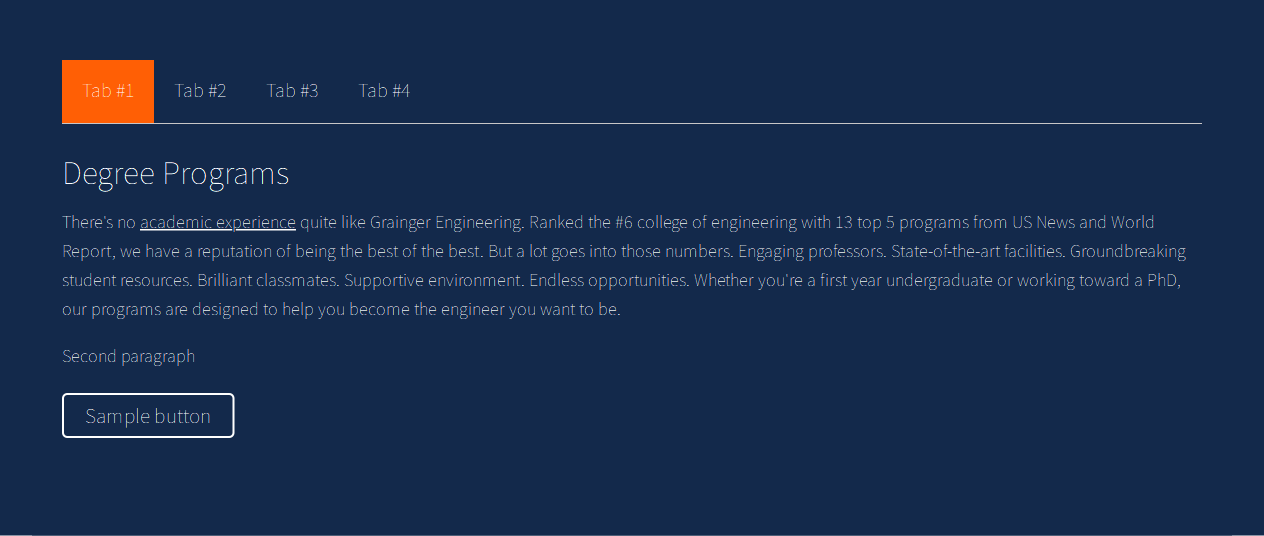 Tab #1 Tab #2 Tab #3 Tab #4
Degree Programs
There's no academic experience quite like Grainger Engineering. Ranked the #6 college of engineering with 13 top 5 programs from US News and World
Report, we have a reputation of being the best of the best. But a lot goes into those numbers. Engaging professors. State-of-the-art facilities. Groundbreaking
student resources. Brilliant classmates. Supportive environment. Endless opportunities. Whether you're a first year undergraduate or working toward a PhD,
our programs are designed to help you become the engineer you want to be.
Second paragraph
Sample button